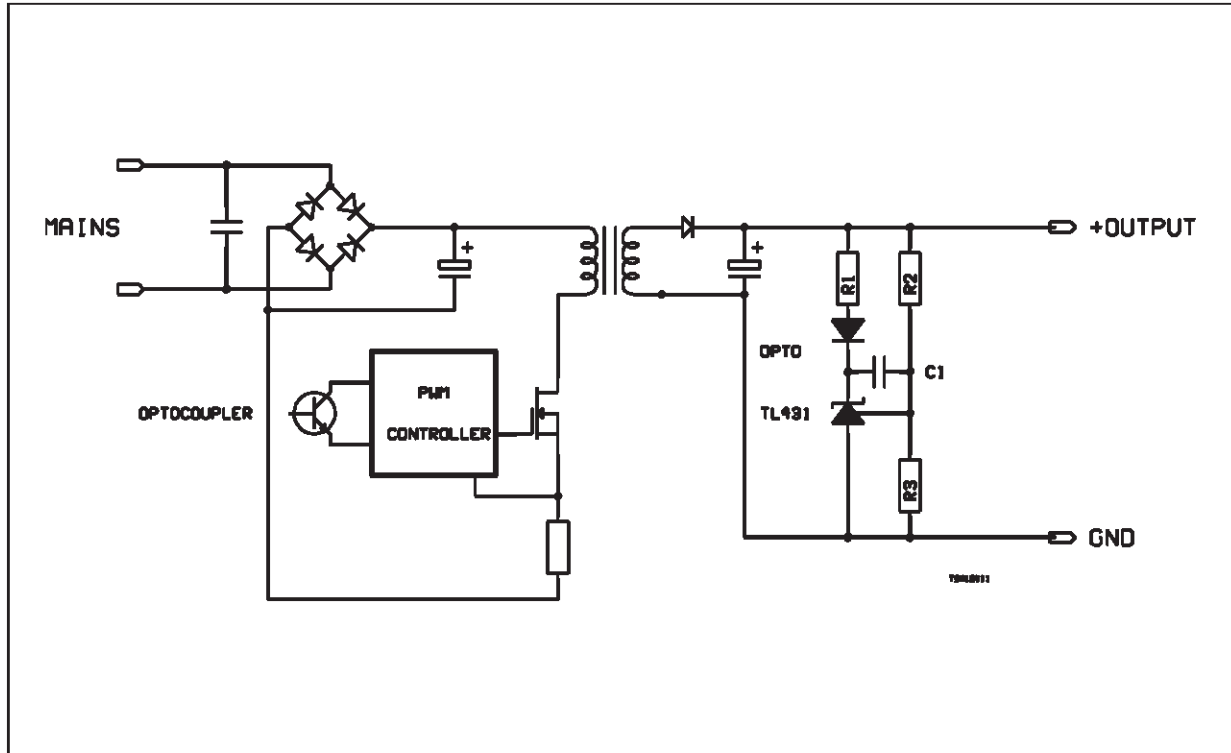 MAINS
+
+
+OUTPUT
R1
R2
OPTO
C1
PWM
CONTROLLER
OPTOCOUPLER
TL431
R3
GND